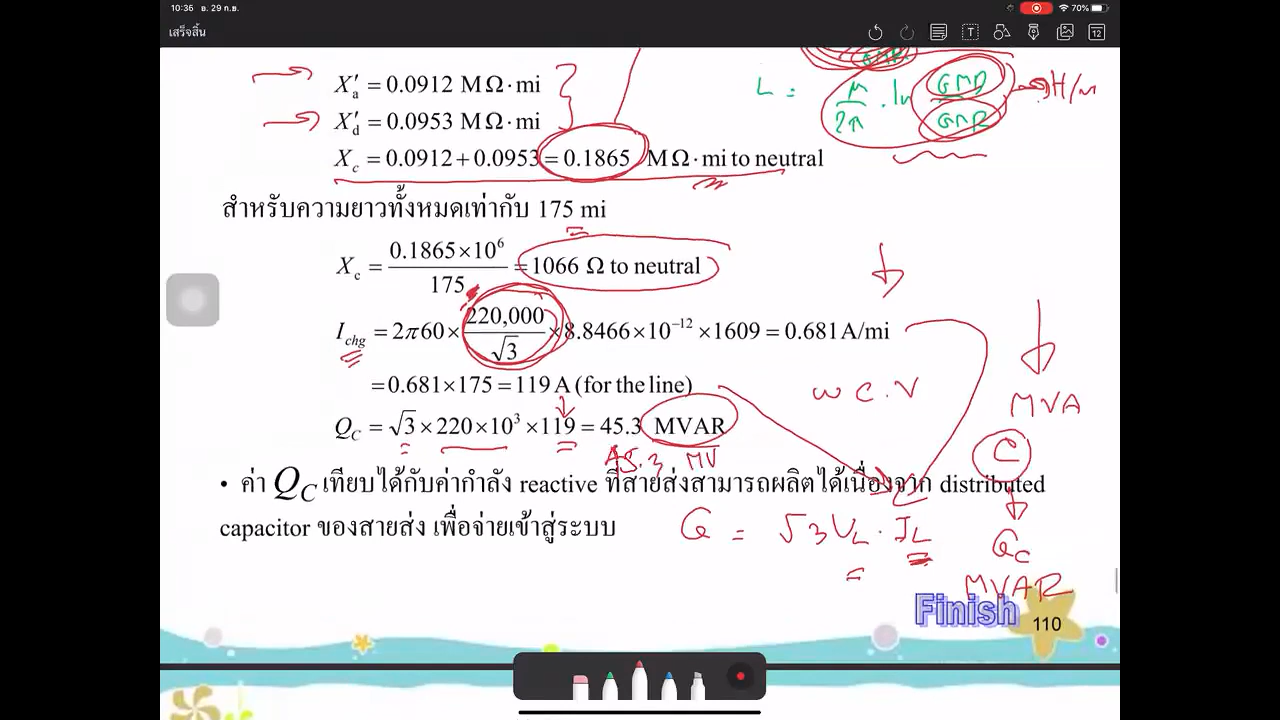 10:36 อ. 29 ก.ย.
70%
เสร็จสิ้น
X′a = 0.0912 MΩ·mi
X′d = 0.0953 MΩ·mi
Xc = 0.0912 + 0.0953 = 0.1865 MΩ·mi to neutral
L = μ/2π · ln GMD/GMR H/m
สำหรับความยาวทั้งหมดเท่ากับ 175 mi
Xc = 0.1865×10⁶/175 = 1066 Ω to neutral
Ichg = 2π60 × 220,000/√3 × 8.8466×10⁻¹² × 1609 = 0.681 A/mi
= 0.681×175 = 119 A (for the line)
ω C. V
MVA
QC = √3 × 220×10³ × 119 = 45.3 MVAR
C
45.3 MV
• ค่า QC เทียบได้กับค่ากำลัง reactive ที่สายส่งสามารถผลิตได้เนื่องจาก distributed
capacitor ของสายส่ง เพื่อจ่ายเข้าสู่ระบบ
Q = √3 VL · IL
Qc
MVAR
Finish
110